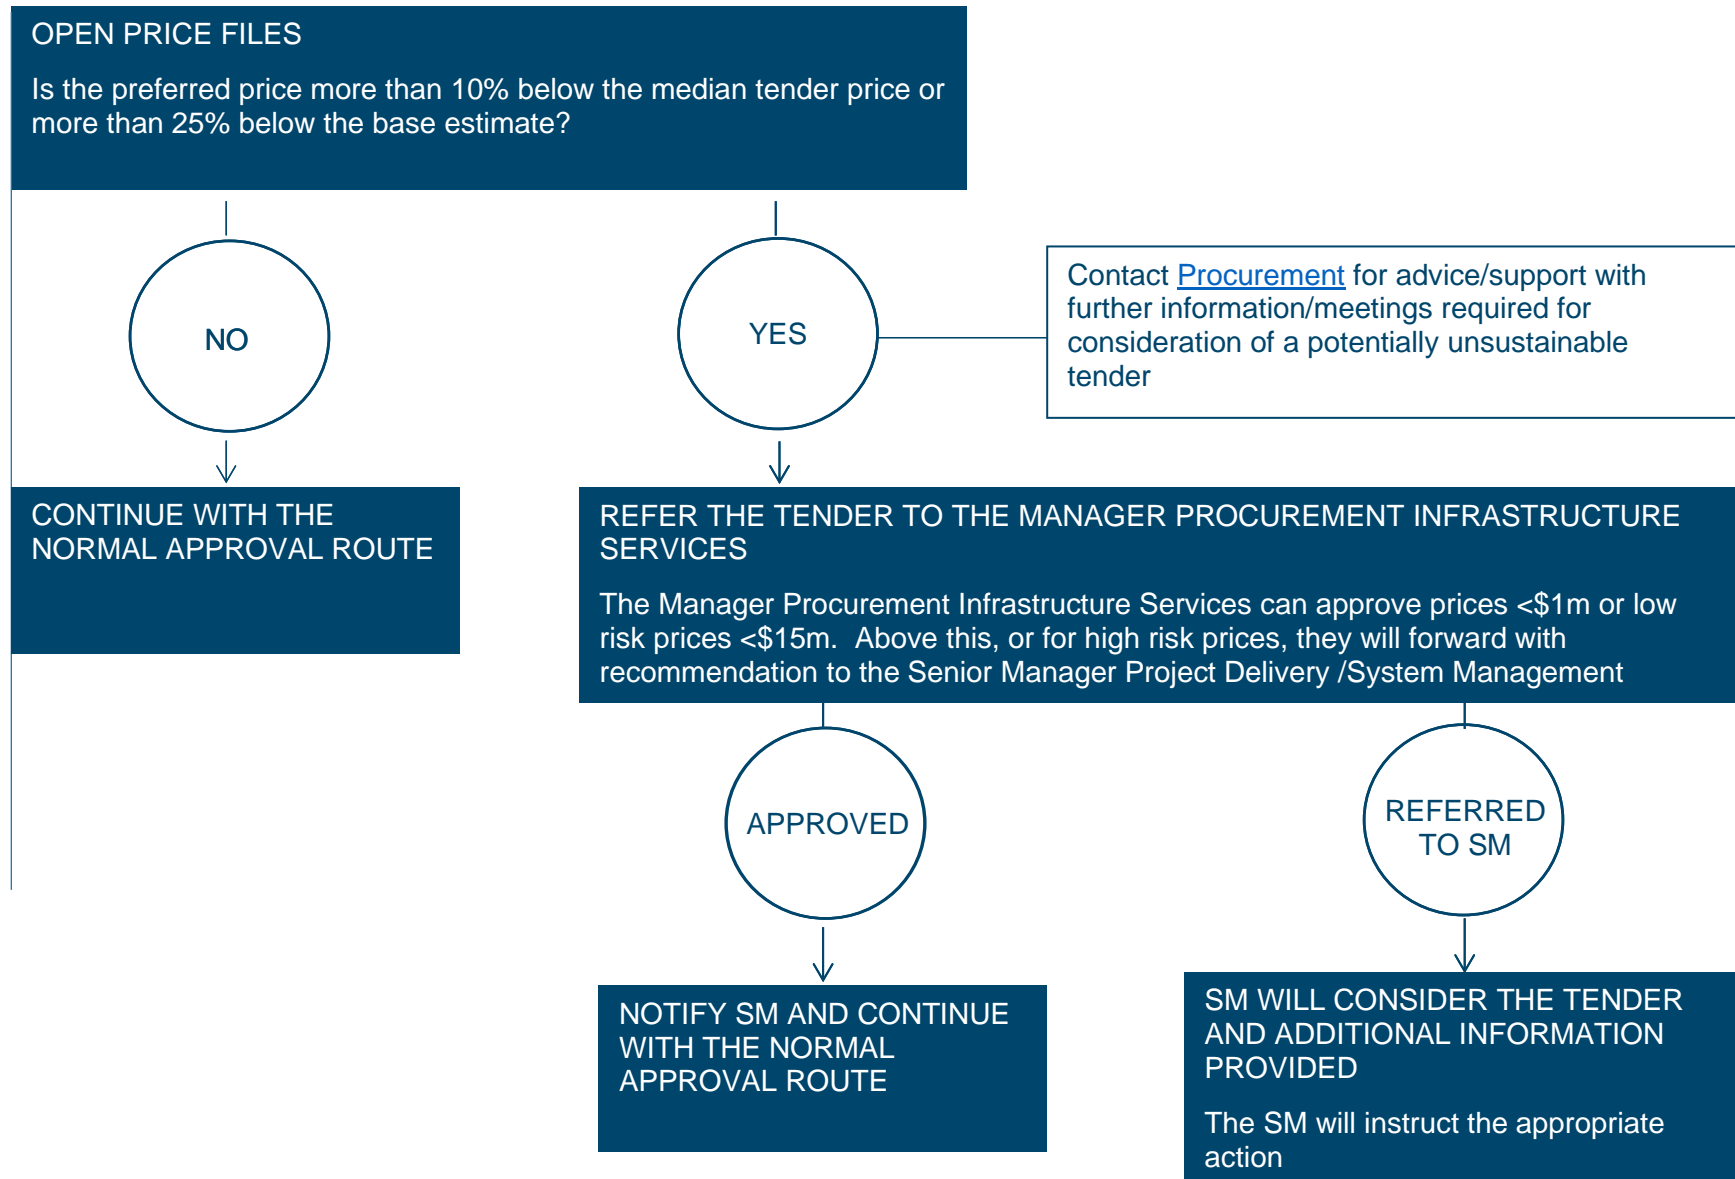 OPEN PRICE FILES
Is the preferred price more than 10% below the median tender price or
more than 25% below the base estimate?
NO
YES
Contact Procurement for advice/support with
further information/meetings required for
consideration of a potentially unsustainable
tender
CONTINUE WITH THE
NORMAL APPROVAL ROUTE
REFER THE TENDER TO THE MANAGER PROCUREMENT INFRASTRUCTURE
SERVICES
The Manager Procurement Infrastructure Services can approve prices <$1m or low
risk prices <$15m.  Above this, or for high risk prices, they will forward with
recommendation to the Senior Manager Project Delivery /System Management
APPROVED
REFERRED
TO SM
NOTIFY SM AND CONTINUE
WITH THE NORMAL
APPROVAL ROUTE
SM WILL CONSIDER THE TENDER
AND ADDITIONAL INFORMATION
PROVIDED
The SM will instruct the appropriate
action